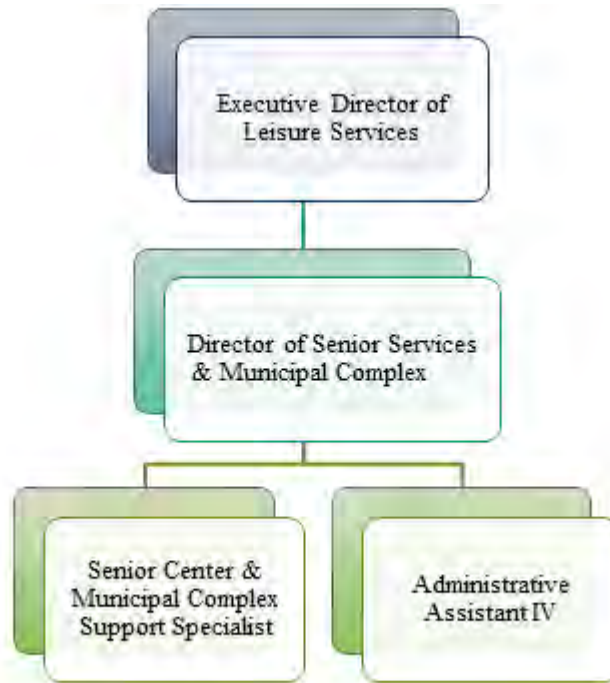 Executive Director of
Leisure Services
Director of Senior Services
& Municipal Complex
Senior Center &
Municipal Complex
Support Specialist
Administrative
Assistant IV